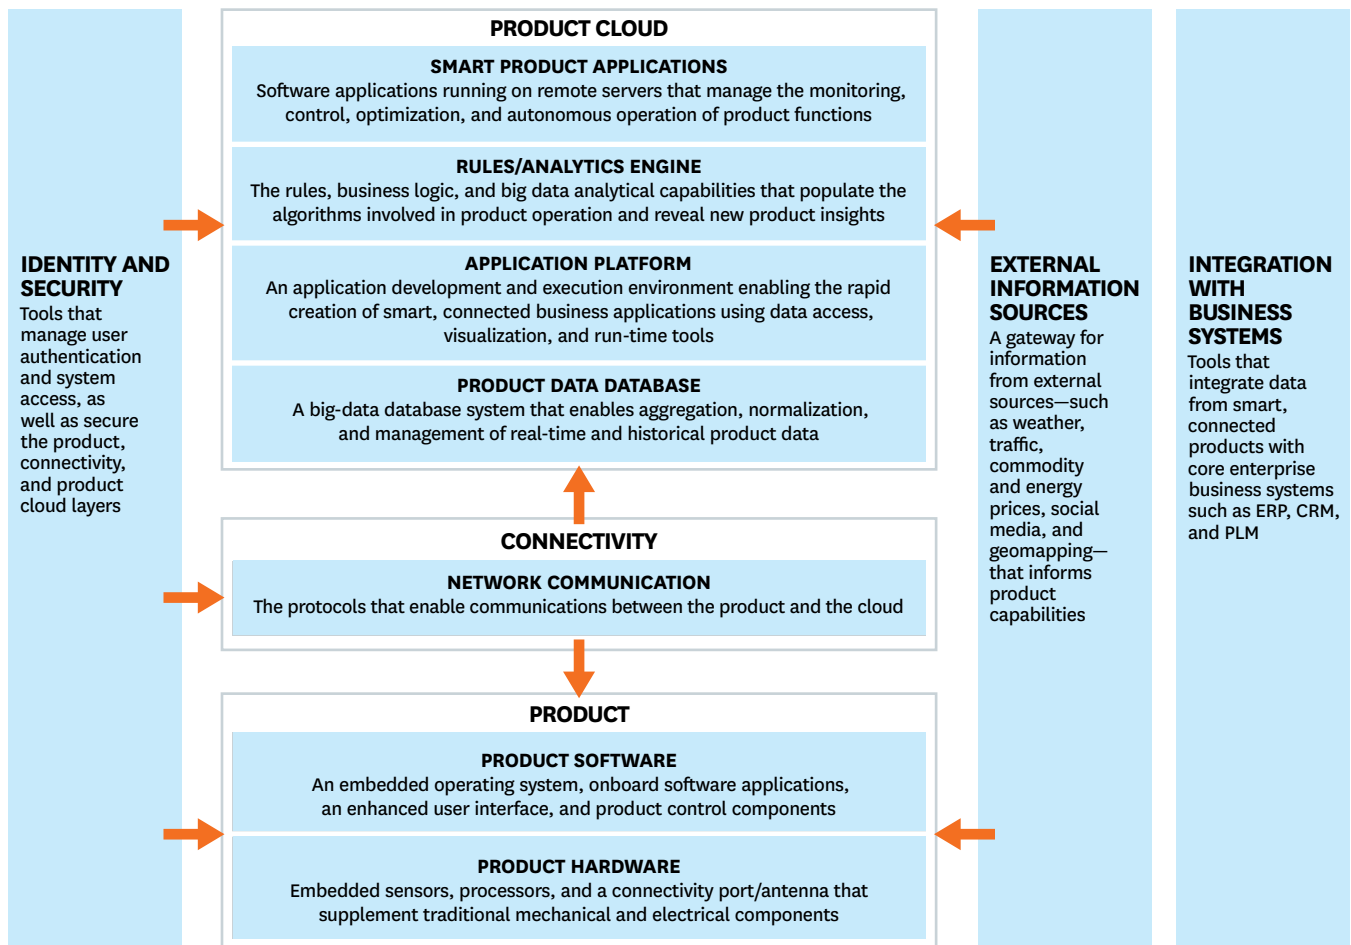 PRODUCT CLOUD
SMART PRODUCT APPLICATIONS
Software applications running on remote servers that manage the monitoring,
control, optimization, and autonomous operation of product functions
RULES/ANALYTICS ENGINE
The rules, business logic, and big data analytical capabilities that populate the
algorithms involved in product operation and reveal new product insights
APPLICATION PLATFORM
An application development and execution environment enabling the rapid
creation of smart, connected business applications using data access,
visualization, and run-time tools
PRODUCT DATA DATABASE
A big-data database system that enables aggregation, normalization,
and management of real-time and historical product data
CONNECTIVITY
NETWORK COMMUNICATION
The protocols that enable communications between the product and the cloud
PRODUCT
PRODUCT SOFTWARE
An embedded operating system, onboard software applications,
an enhanced user interface, and product control components
PRODUCT HARDWARE
Embedded sensors, processors, and a connectivity port/antenna that
supplement traditional mechanical and electrical components
IDENTITY AND
SECURITY
Tools that
manage user
authentication
and system
access, as
well as secure
the product,
connectivity,
and product
cloud layers
EXTERNAL
INFORMATION
SOURCES
A gateway for
information
from external
sources—such
as weather,
traffic,
commodity
and energy
prices, social
media, and
geomapping—
that informs
product
capabilities
INTEGRATION
WITH
BUSINESS
SYSTEMS
Tools that
integrate data
from smart,
connected
products with
core enterprise
business systems
such as ERP, CRM,
and PLM